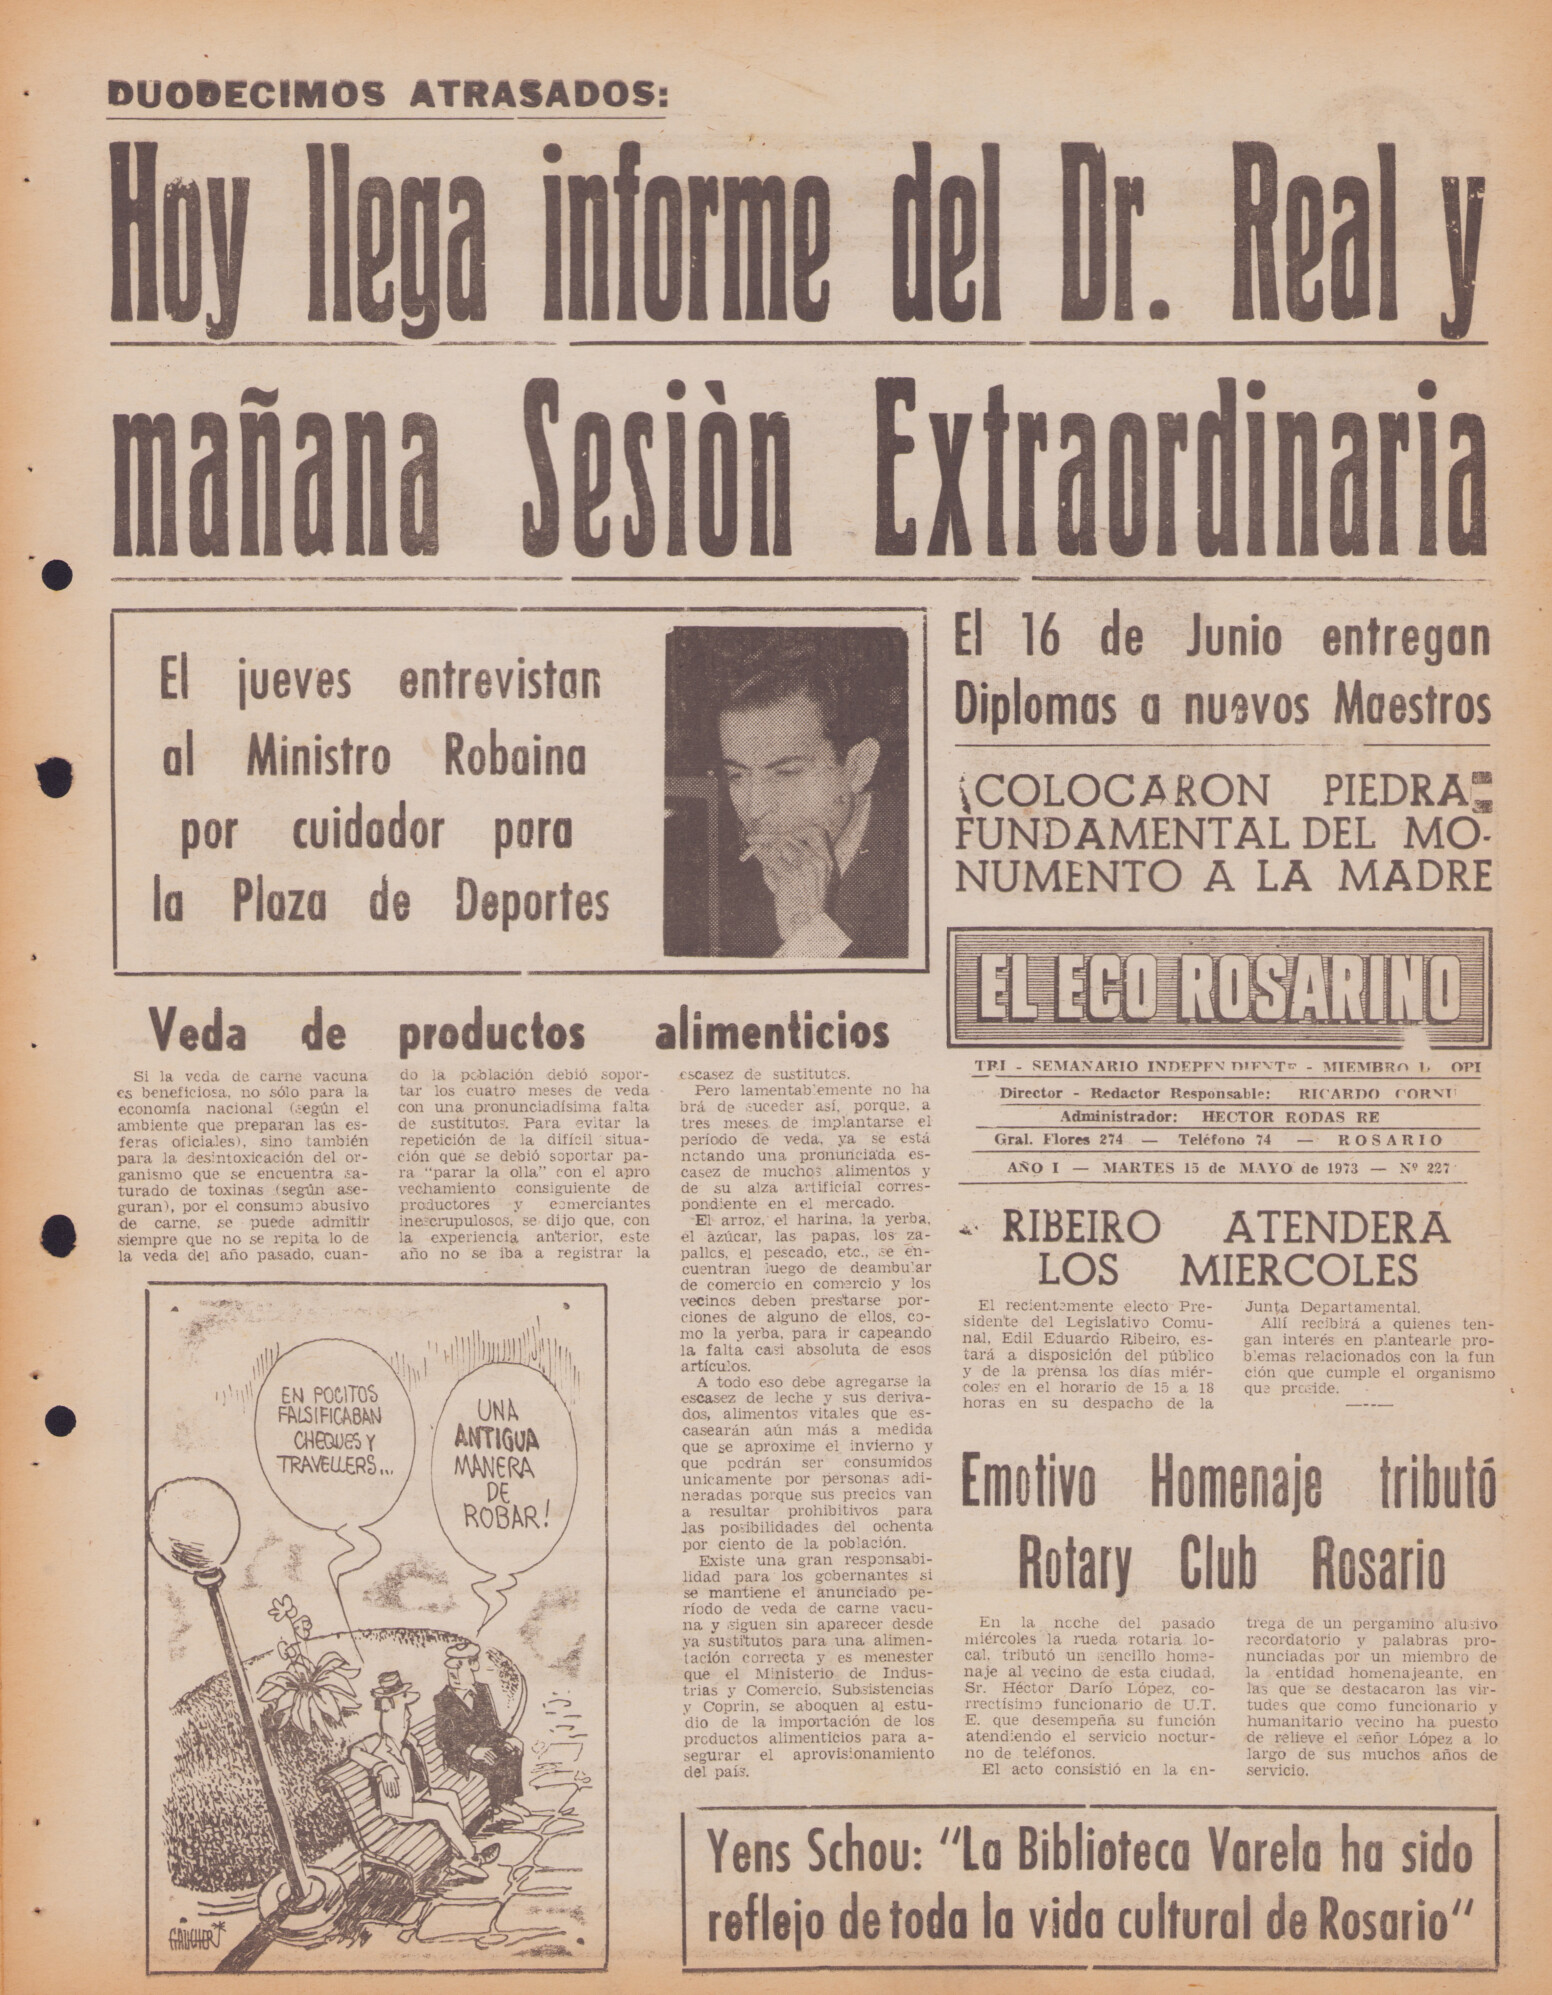 DUODECIMOS ATRASADOS:
Hoy llega informe del Dr. Real y
mañana Sesiòn Extraordinaria
El jueves entrevistan
al Ministro Robaina
por cuidador para
la Plaza de Deportes
El 16 de Junio entregan
Diplomas a nuevos Maestros
¡COLOCARON PIEDRA
FUNDAMENTAL DEL MO-
NUMENTO A LA MADRE
EL ECO ROSARINO
TRI - SEMANARIO INDEPENDIENTE - MIEMBRO OPI
Director - Redactor Responsable: RICARDO CORNU
Administrador: HECTOR RODAS RE
Gral. Flores 274 — Teléfono 74 — ROSARIO
AÑO I — MARTES 15 de MAYO de 1973 — Nº 227
Veda de productos alimenticios
Si la veda de carne vacuna
es beneficiosa, no sólo para la
economía nacional (según el
ambiente que preparan las es-
feras oficiales), sino también
para la desintoxicación del or-
ganismo que se encuentra sa-
turado de toxinas (según ase-
guran), por el consumo abusivo
de carne, se puede admitir
siempre que no se repita lo de
la veda del año pasado, cuan-
do la población debió sopor-
tar los cuatro meses de veda
con una pronunciadísima falta
de sustitutos. Para evitar la
repetición de la difícil situa-
ción que se debió soportar pa-
ra "parar la olla" con el apro
vechamiento consiguiente de
productores y comerciantes
inescrupulosos, se dijo que, con
la experiencia anterior, este
año no se iba a registrar la
escasez de sustitutos.
Pero lamentablemente no ha
brá de suceder así, porque, a
tres meses de implantarse el
período de veda, ya se está
notando una pronunciada es-
casez de muchos alimentos y
de su alza artificial corres-
pondiente en el mercado.
El arroz, el harina, la yerba,
el azúcar, las papas, los za-
pallos, el pescado, etc., se en-
cuentran luego de deambular
de comercio en comercio y los
vecinos deben prestarse por-
ciones de alguno de ellos, co-
mo la yerba, para ir capeando
la falta casi absoluta de esos
artículos.
A todo eso debe agregarse la
escasez de leche y sus deriva-
dos, alimentos vitales que es-
casearán aún más a medida
que se aproxime el invierno y
que podrán ser consumidos
unicamente por personas adi-
neradas porque sus precios van
a resultar prohibitivos para
las posibilidades del ochenta
por ciento de la población.
Existe una gran responsabi-
lidad para los gobernantes si
se mantiene el anunciado pe-
ríodo de veda de carne vacu-
na y siguen sin aparecer desde
ya sustitutos para una alimen-
tación correcta y es menester
que el Ministerio de Indus-
trias y Comercio, Subsistencias
y Coprin, se aboquen al estu-
dio de la importación de los
productos alimenticios para a-
segurar el aprovisionamiento
del país.
EN POCITOS
FALSIFICABAN
CHEQUES Y
TRAVELLERS...
UNA
ANTIGUA
MANERA
DE
ROBAR!
GAUCHER
RIBEIRO ATENDERA
LOS MIERCOLES
El recientemente electo Pre-
sidente del Legislativo Comu-
nal, Edil Eduardo Ribeiro, es-
tará a disposición del público
y de la prensa los días miér-
coles en el horario de 15 a 18
horas en su despacho de la
Junta Departamental.
Allí recibirá a quienes ten-
gan interés en plantearle pro-
blemas relacionados con la fun
ción que cumple el organismo
que preside.
Emotivo Homenaje tributó
Rotary Club Rosario
En la noche del pasado
miércoles la rueda rotaria lo-
cal, tributó un sencillo home-
naje al vecino de esta ciudad,
Sr. Héctor Darío López, co-
rrectísimo funcionario de U.T.
E. que desempeña su función
atendiendo el servicio noctur-
no de teléfonos.
El acto consistió en la en-
trega de un pergamino alusivo
recordatorio y palabras pro-
nunciadas por un miembro de
la entidad homenajeante, en
las que se destacaron las vir-
tudes que como funcionario y
humanitario vecino ha puesto
de relieve el señor López a lo
largo de sus muchos años de
servicio.
Yens Schou: "La Biblioteca Varela ha sido
reflejo de toda la vida cultural de Rosario"